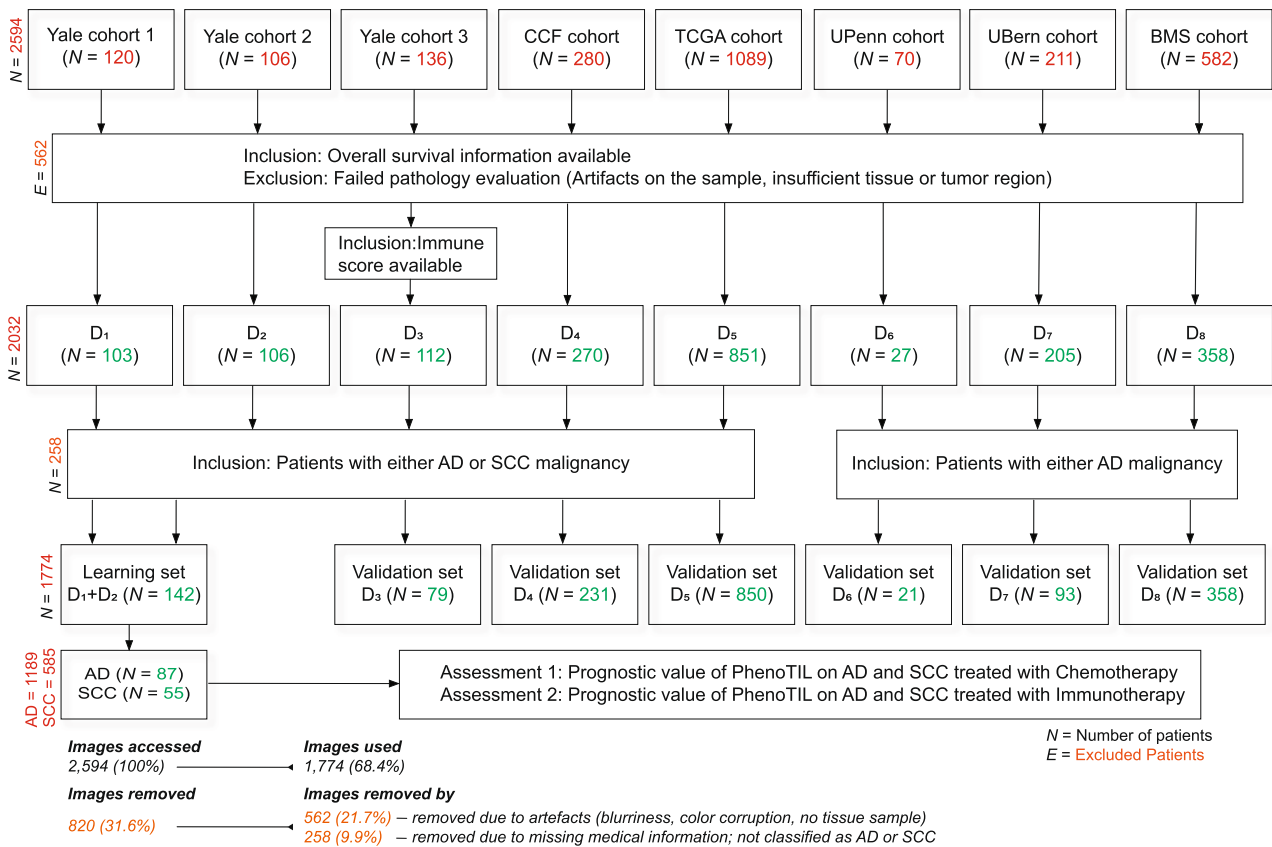 N = 2594
Yale cohort 1
(N = 120)
Yale cohort 2
(N = 106)
Yale cohort 3
(N = 136)
CCF cohort
(N = 280)
TCGA cohort
(N = 1089)
UPenn cohort
(N = 70)
UBern cohort
(N = 211)
BMS cohort
(N = 582)
E = 562
Inclusion: Overall survival information available
Exclusion: Failed pathology evaluation (Artifacts on the sample, insufficient tissue or tumor region)
Inclusion:Immune
score available
N = 2032
D₁
(N = 103)
D₂
(N = 106)
D₃
(N = 112)
D₄
(N = 270)
D₅
(N = 851)
D₆
(N = 27)
D₇
(N = 205)
D₈
(N = 358)
N = 258
Inclusion: Patients with either AD or SCC malignancy
Inclusion: Patients with either AD malignancy
N = 1774
Learning set
D₁+D₂ (N = 142)
Validation set
D₃ (N = 79)
Validation set
D₄ (N = 231)
Validation set
D₅ (N = 850)
Validation set
D₆ (N = 21)
Validation set
D₇ (N = 93)
Validation set
D₈ (N = 358)
AD = 1189
SCC = 585
AD (N = 87)
SCC (N = 55)
Assessment 1: Prognostic value of PhenoTIL on AD and SCC treated with Chemotherapy
Assessment 2: Prognostic value of PhenoTIL on AD and SCC treated with Immunotherapy
N = Number of patients
E = Excluded Patients
Images accessed
2,594 (100%)
Images used
1,774 (68.4%)
Images removed
820 (31.6%)
Images removed by
562 (21.7%) – removed due to artefacts (blurriness, color corruption, no tissue sample)
258 (9.9%) – removed due to missing medical information; not classified as AD or SCC